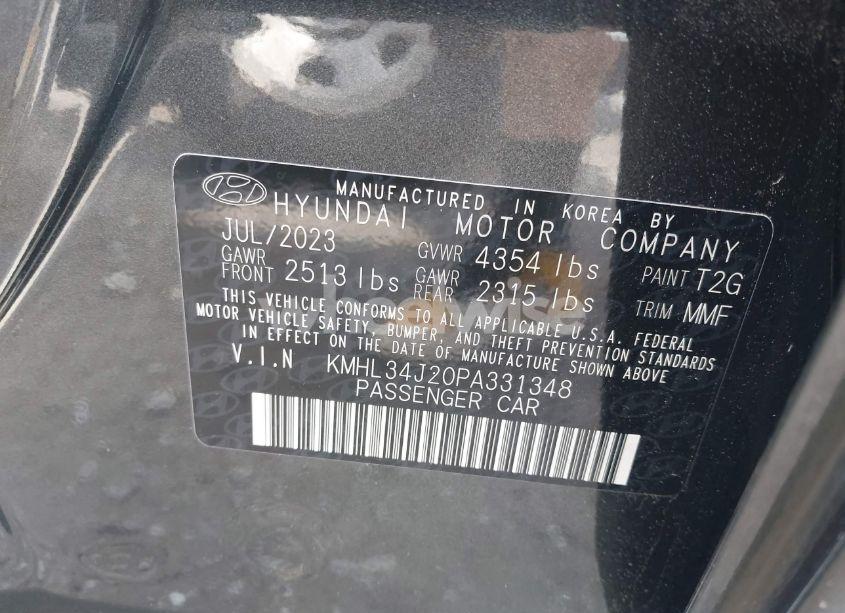 MANUFACTURED IN KOREA BY
HYUNDAI MOTOR COMPANY
JUL/2023 GVWR 4354 lbs PAINT T2G
GAWR FRONT 2513 lbs GAWR REAR 2315 lbs TRIM MMF
THIS VEHICLE CONFORMS TO ALL APPLICABLE U.S.A. FEDERAL
MOTOR VEHICLE SAFETY, BUMPER, AND THEFT PREVENTION STANDARDS
IN EFFECT ON THE DATE OF MANUFACTURE SHOWN ABOVE
V.I.N KMHL34J20PA331348
PASSENGER CAR